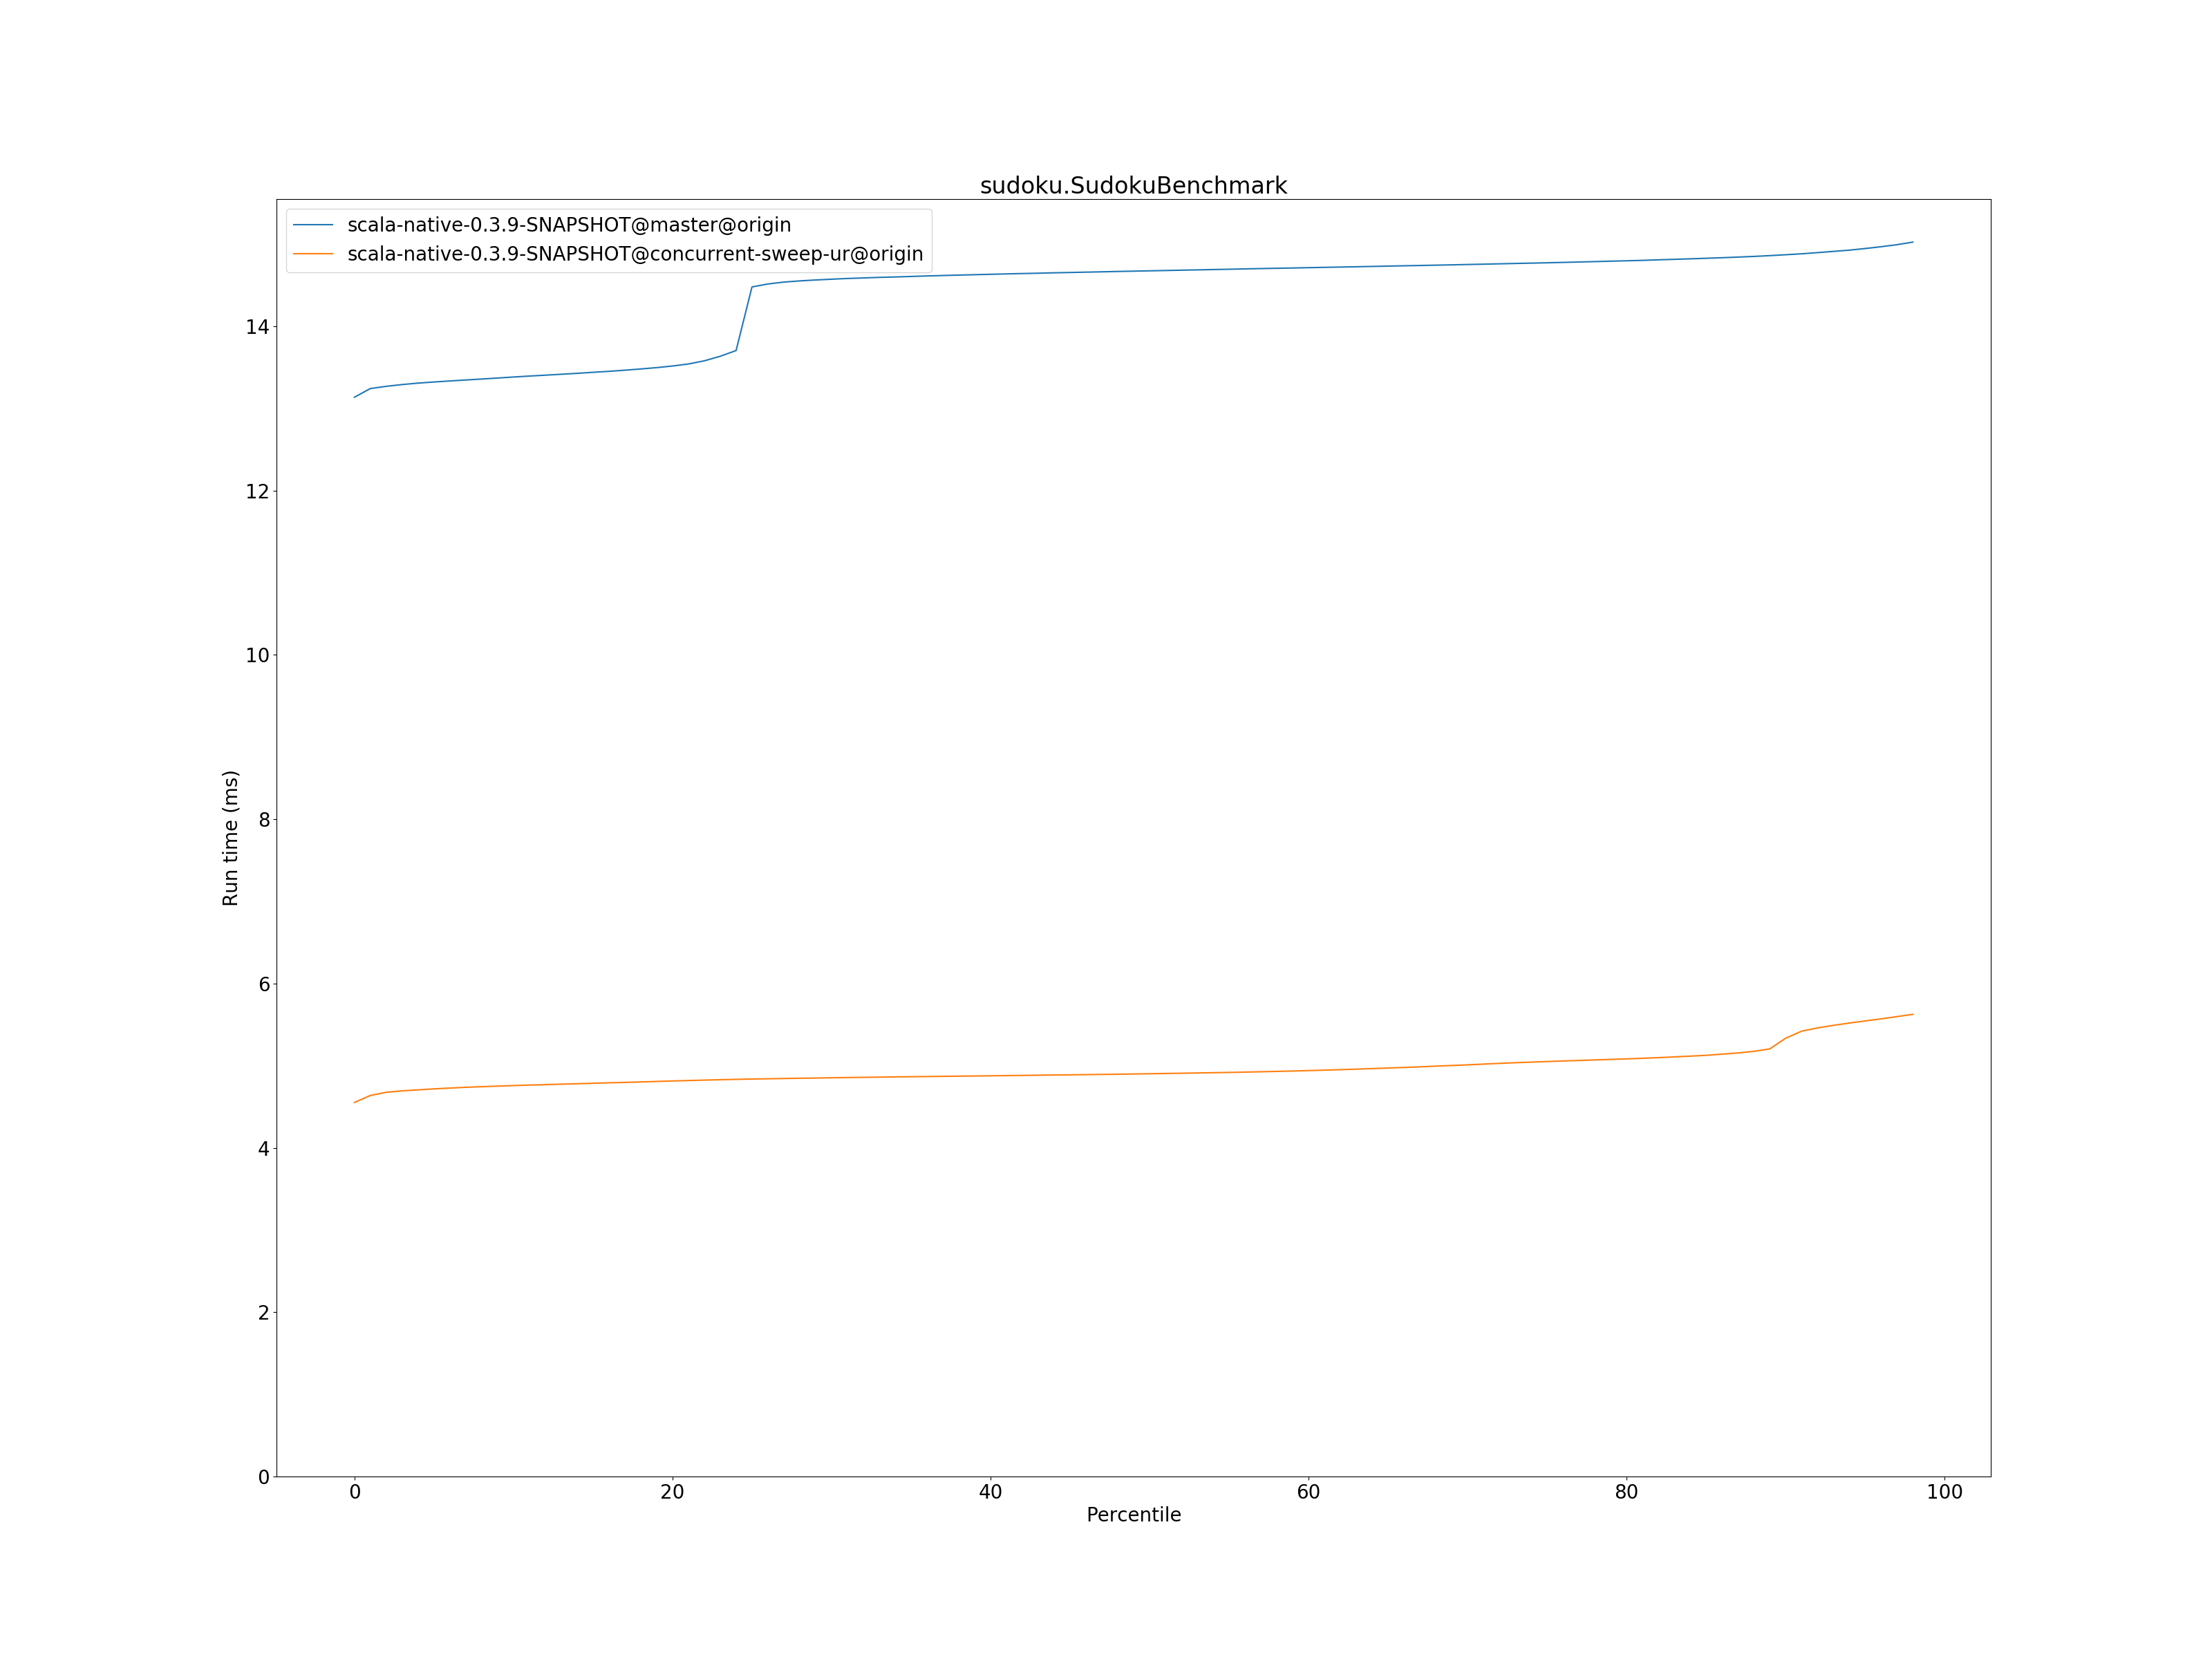 sudoku.SudokuBenchmark
scala-native-0.3.9-SNAPSHOT@master@origin
scala-native-0.3.9-SNAPSHOT@concurrent-sweep-ur@origin
14
12
10
8
6
4
2
0
Run time (ms)
0 20 40 60 80 100
Percentile